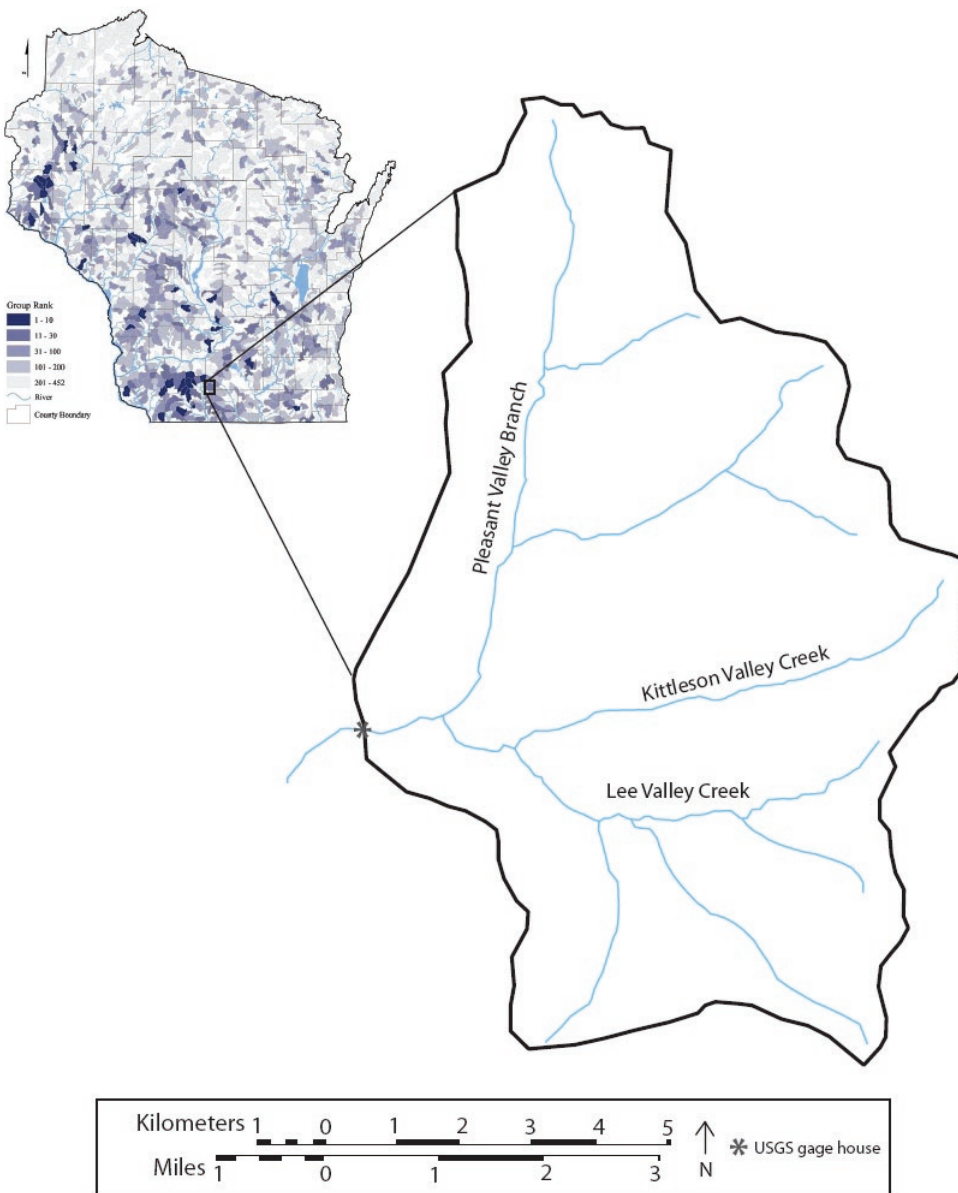 Group Rank
1 - 10
11 - 30
31 - 100
101 - 200
201 - 452
River
County Boundary
Pleasant Valley Branch
Kittleson Valley Creek
Lee Valley Creek
Kilometers 1 0 1 2 3 4 5
Miles 1 0 1 2 3
N
USGS gage house